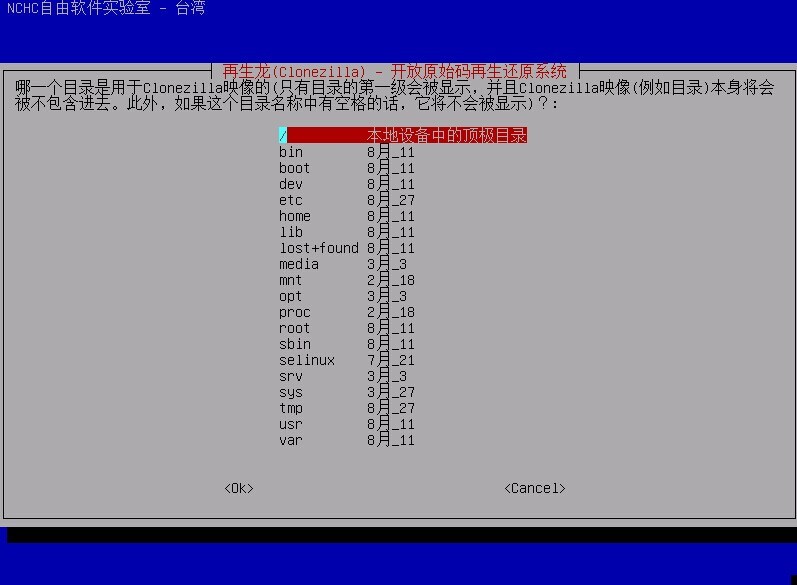 NCHC自由软件实验室 - 台湾
再生龙(Clonezilla) - 开放原始码再生还原系统
哪一个目录是用于Clonezilla映像的(只有目录的第一级会被显示，并且Clonezilla映像(例如目录)本身将会
被不包含进去。此外，如果这个目录名称中有空格的话，它将不会被显示)？:
/ 本地设备中的顶极目录
bin 8月_11
boot 8月_11
dev 8月_11
etc 8月_27
home 8月_11
lib 8月_11
lost+found 8月_11
media 3月_3
mnt 2月_18
opt 3月_3
proc 2月_18
root 8月_11
sbin 8月_11
selinux 7月_21
srv 3月_3
sys 3月_27
tmp 8月_27
usr 8月_11
var 8月_11
<Ok> <Cancel>